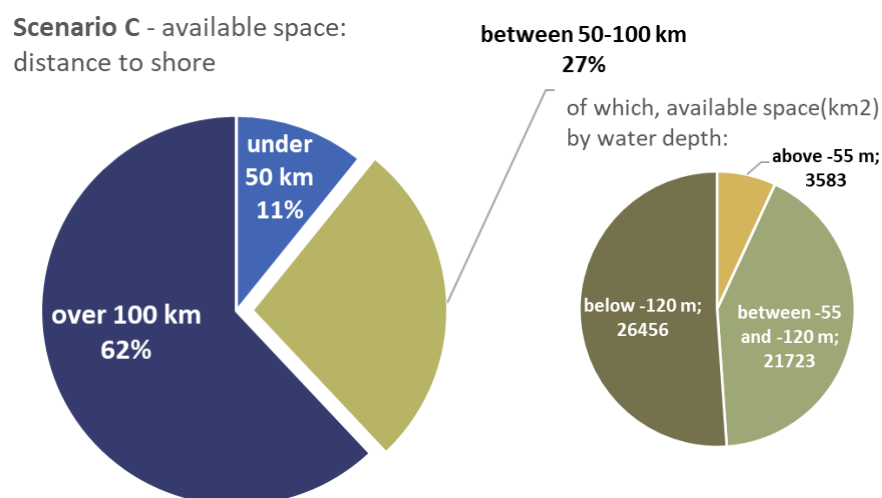 Scenario C - available space:
distance to shore
between 50-100 km
27%
of which, available space(km2)
by water depth:
under
50 km
11%
over 100 km
62%
above -55 m;
3583
below -120 m;
26456
between -55
and -120 m;
21723